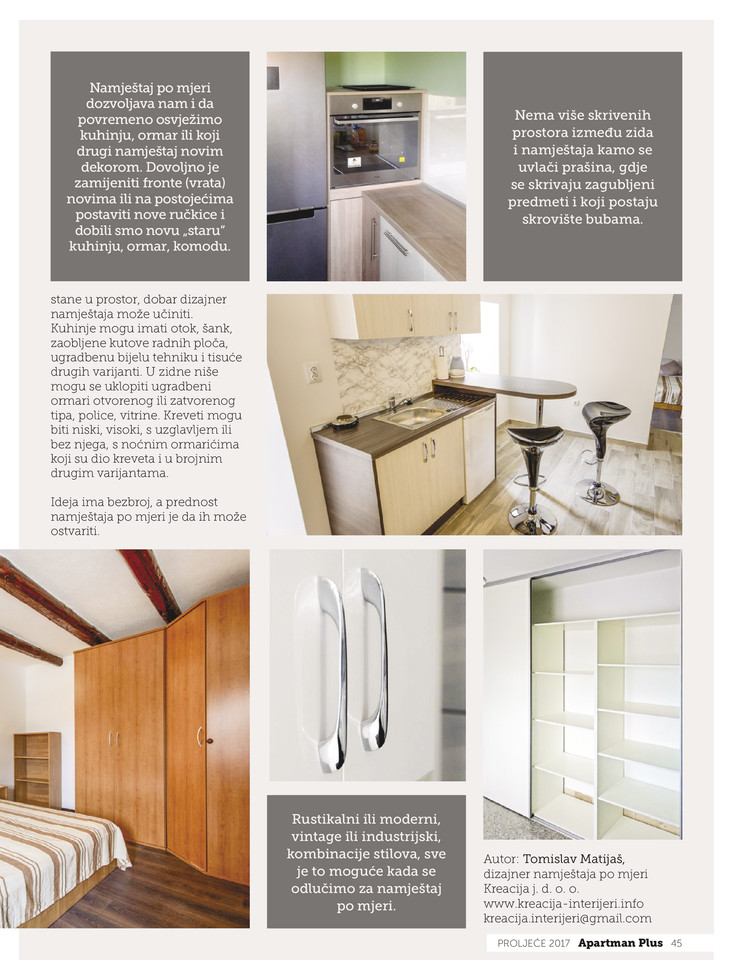 Namještaj po mjeri
dozvoljava nam i da
povremeno osvježimo
kuhinju, ormar ili koji
drugi namještaj novim
dekorom. Dovoljno je
zamijeniti fronte (vrata)
novima ili na postojećima
postaviti nove ručkice i
dobili smo novu „staru“
kuhinju, ormar, komodu.
Nema više skrivenih
prostora između zida
i namještaja kamo se
uvlači prašina, gdje
se skrivaju zagubljeni
predmeti i koji postaju
skrovište bubama.
stane u prostor, dobar dizajner
namještaja može učiniti.
Kuhinje mogu imati otok, šank,
zaobljene kutove radnih ploča,
ugradbenu bijelu tehniku i tisuće
drugih varijanti. U zidne niše
mogu se uklopiti ugradbeni
ormari otvorenog ili zatvorenog
tipa, police, vitrine. Kreveti mogu
biti niski, visoki, s uzglavljem ili
bez njega, s noćnim ormarićima
koji su dio kreveta i u brojnim
drugim varijantama.
Ideja ima bezbroj, a prednost
namještaja po mjeri je da ih može
ostvariti.
Rustikalni ili moderni,
vintage ili industrijski,
kombinacije stilova, sve
je to moguće kada se
odlučimo za namještaj
po mjeri.
Autor: Tomislav Matijaš,
dizajner namještaja po mjeri
Kreacija j. d. o. o.
www.kreacija-interijeri.info
kreacija.interijeri@gmail.com
PROLJEĆE 2017 Apartman Plus 45